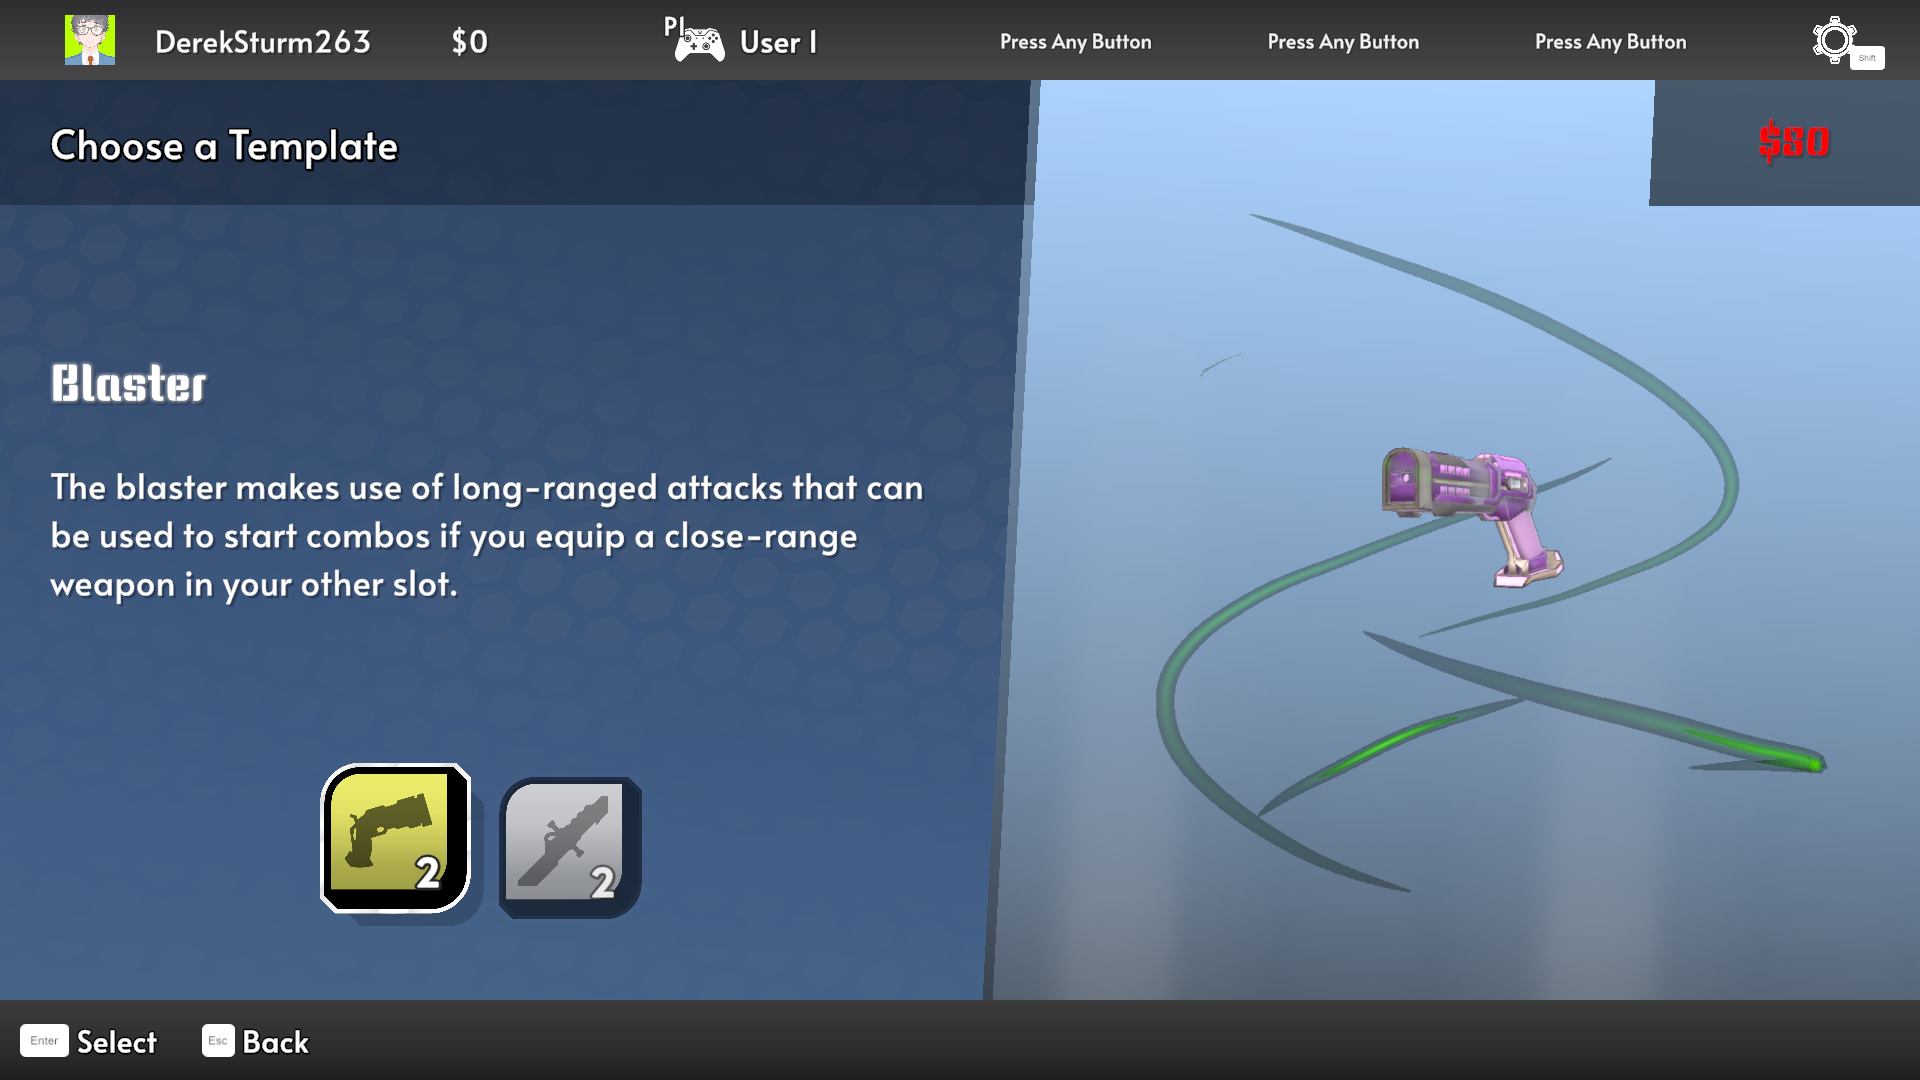 DerekSturm263
$0
P1
User 1
Press Any Button
Press Any Button
Press Any Button
Shift
Choose a Template
$80
Blaster
The blaster makes use of long-ranged attacks that can
be used to start combos if you equip a close-range
weapon in your other slot.
2
2
Enter
Select
Esc
Back